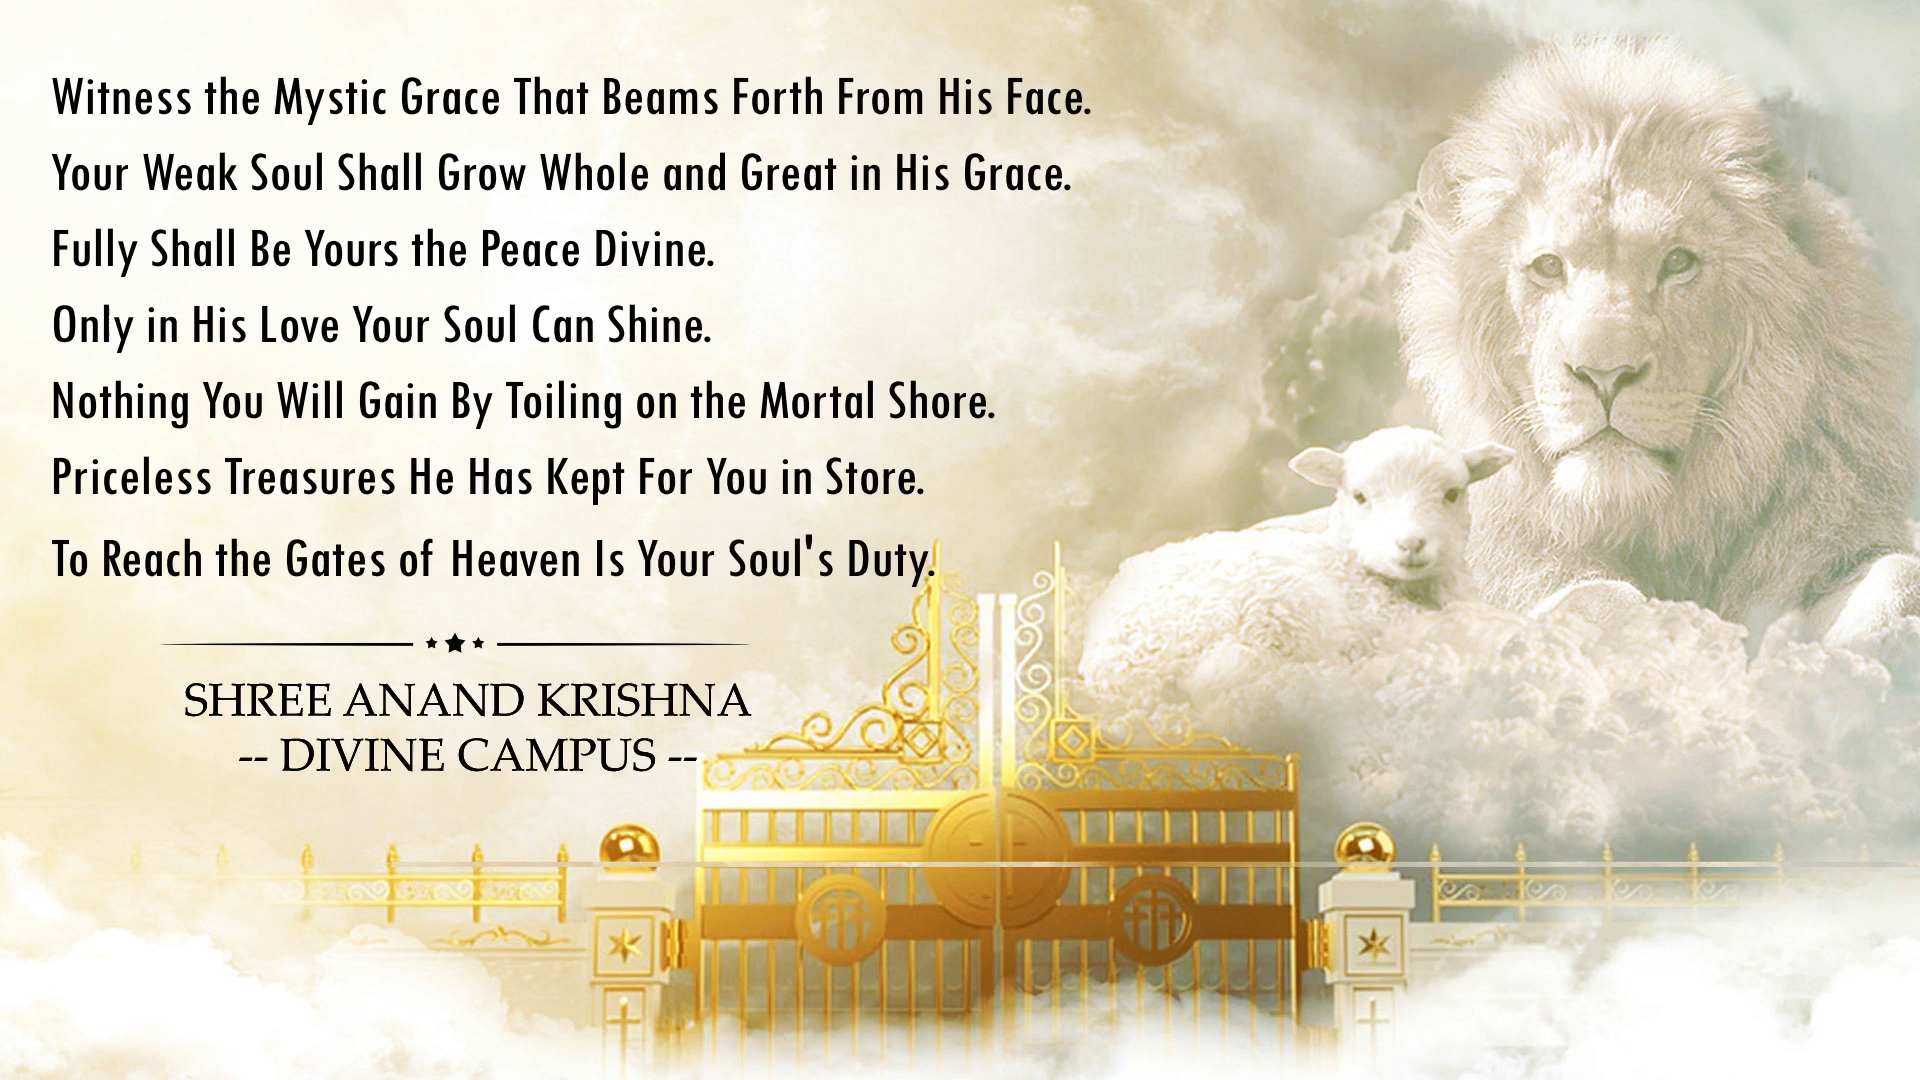 Witness the Mystic Grace That Beams Forth From His Face.
Your Weak Soul Shall Grow Whole and Great in His Grace.
Fully Shall Be Yours the Peace Divine.
Only in His Love Your Soul Can Shine.
Nothing You Will Gain By Toiling on the Mortal Shore.
Priceless Treasures He Has Kept For You in Store.
To Reach the Gates of Heaven Is Your Soul's Duty.
SHREE ANAND KRISHNA
-- DIVINE CAMPUS --